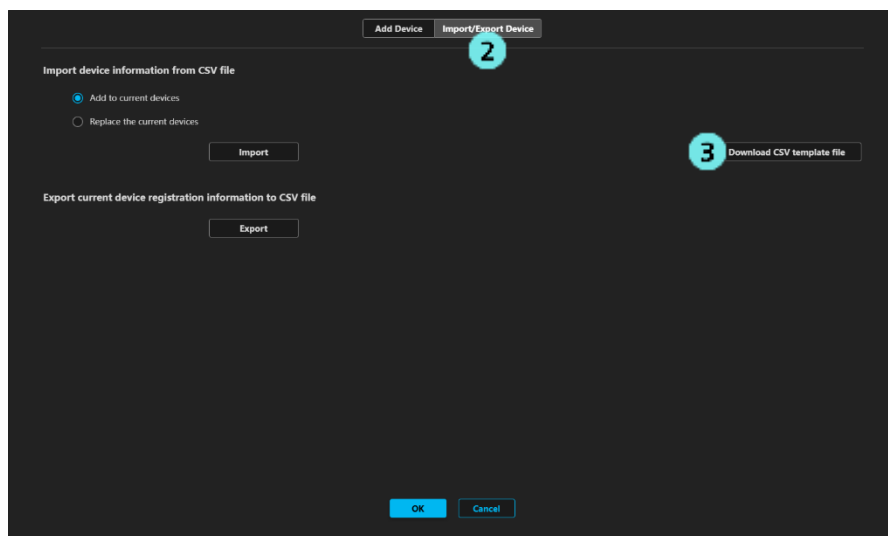 Add Device Import/Export Device
2
Import device information from CSV file
Add to current devices
Replace the current devices
Import
3 Download CSV template file
Export current device registration information to CSV file
Export
OK Cancel